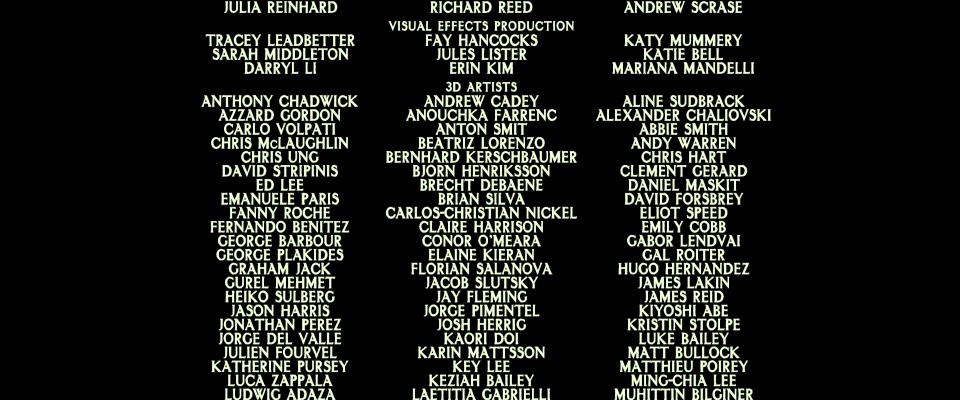 JULIA REINHARD RICHARD REED ANDREW SCRASE
VISUAL EFFECTS PRODUCTION
TRACEY LEADBETTER FAY HANCOCKS KATY MUMMERY
SARAH MIDDLETON JULES LISTER KATIE BELL
DARRYL LI ERIN KIM MARIANA MANDELLI
3D ARTISTS
ANTHONY CHADWICK ANDREW CADEY ALINE SUDBRACK
AZZARD GORDON ANOUCHKA FARRENC ALEXANDER CHALIOVSKI
CARLO VOLPATI ANTON SMIT ABBIE SMITH
CHRIS McLAUGHLIN BEATRIZ LORENZO ANDY WARREN
CHRIS UNG BERNHARD KERSCHBAUMER CHRIS HART
DAVID STRIPINIS BJORN HENRIKSSON CLEMENT GERARD
ED LEE BRECHT DEBAENE DANIEL MASKIT
EMANUELE PARIS BRIAN SILVA DAVID FORSBREY
FANNY ROCHE CARLOS-CHRISTIAN NICKEL ELIOT SPEED
FERNANDO BENITEZ CLAIRE HARRISON EMILY COBB
GEORGE BARBOUR CONOR O'MEARA GABOR LENDVAI
GEORGE PLAKIDES ELAINE KIERAN GAL ROITER
GRAHAM JACK FLORIAN SALANOVA HUGO HERNANDEZ
GUREL MEHMET JACOB SLUTSKY JAMES LAKIN
HEIKO SULBERG JAY FLEMING JAMES REID
JASON HARRIS JORGE PIMENTEL KIYOSHI ABE
JONATHAN PEREZ JOSH HERRIG KRISTIN STOLPE
JORGE DEL VALLE KAORI DOI LUKE BAILEY
JULIEN FOURVEL KARIN MATTSSON MATT BULLOCK
KATHERINE PURSEY KEY LEE MATTHIEU POIREY
LUCA ZAPPALA KEZIAH BAILEY MING-CHIA LEE
LUDWIG ADAZA LAETITIA GABRIELLI MUHITTIN BILGINER